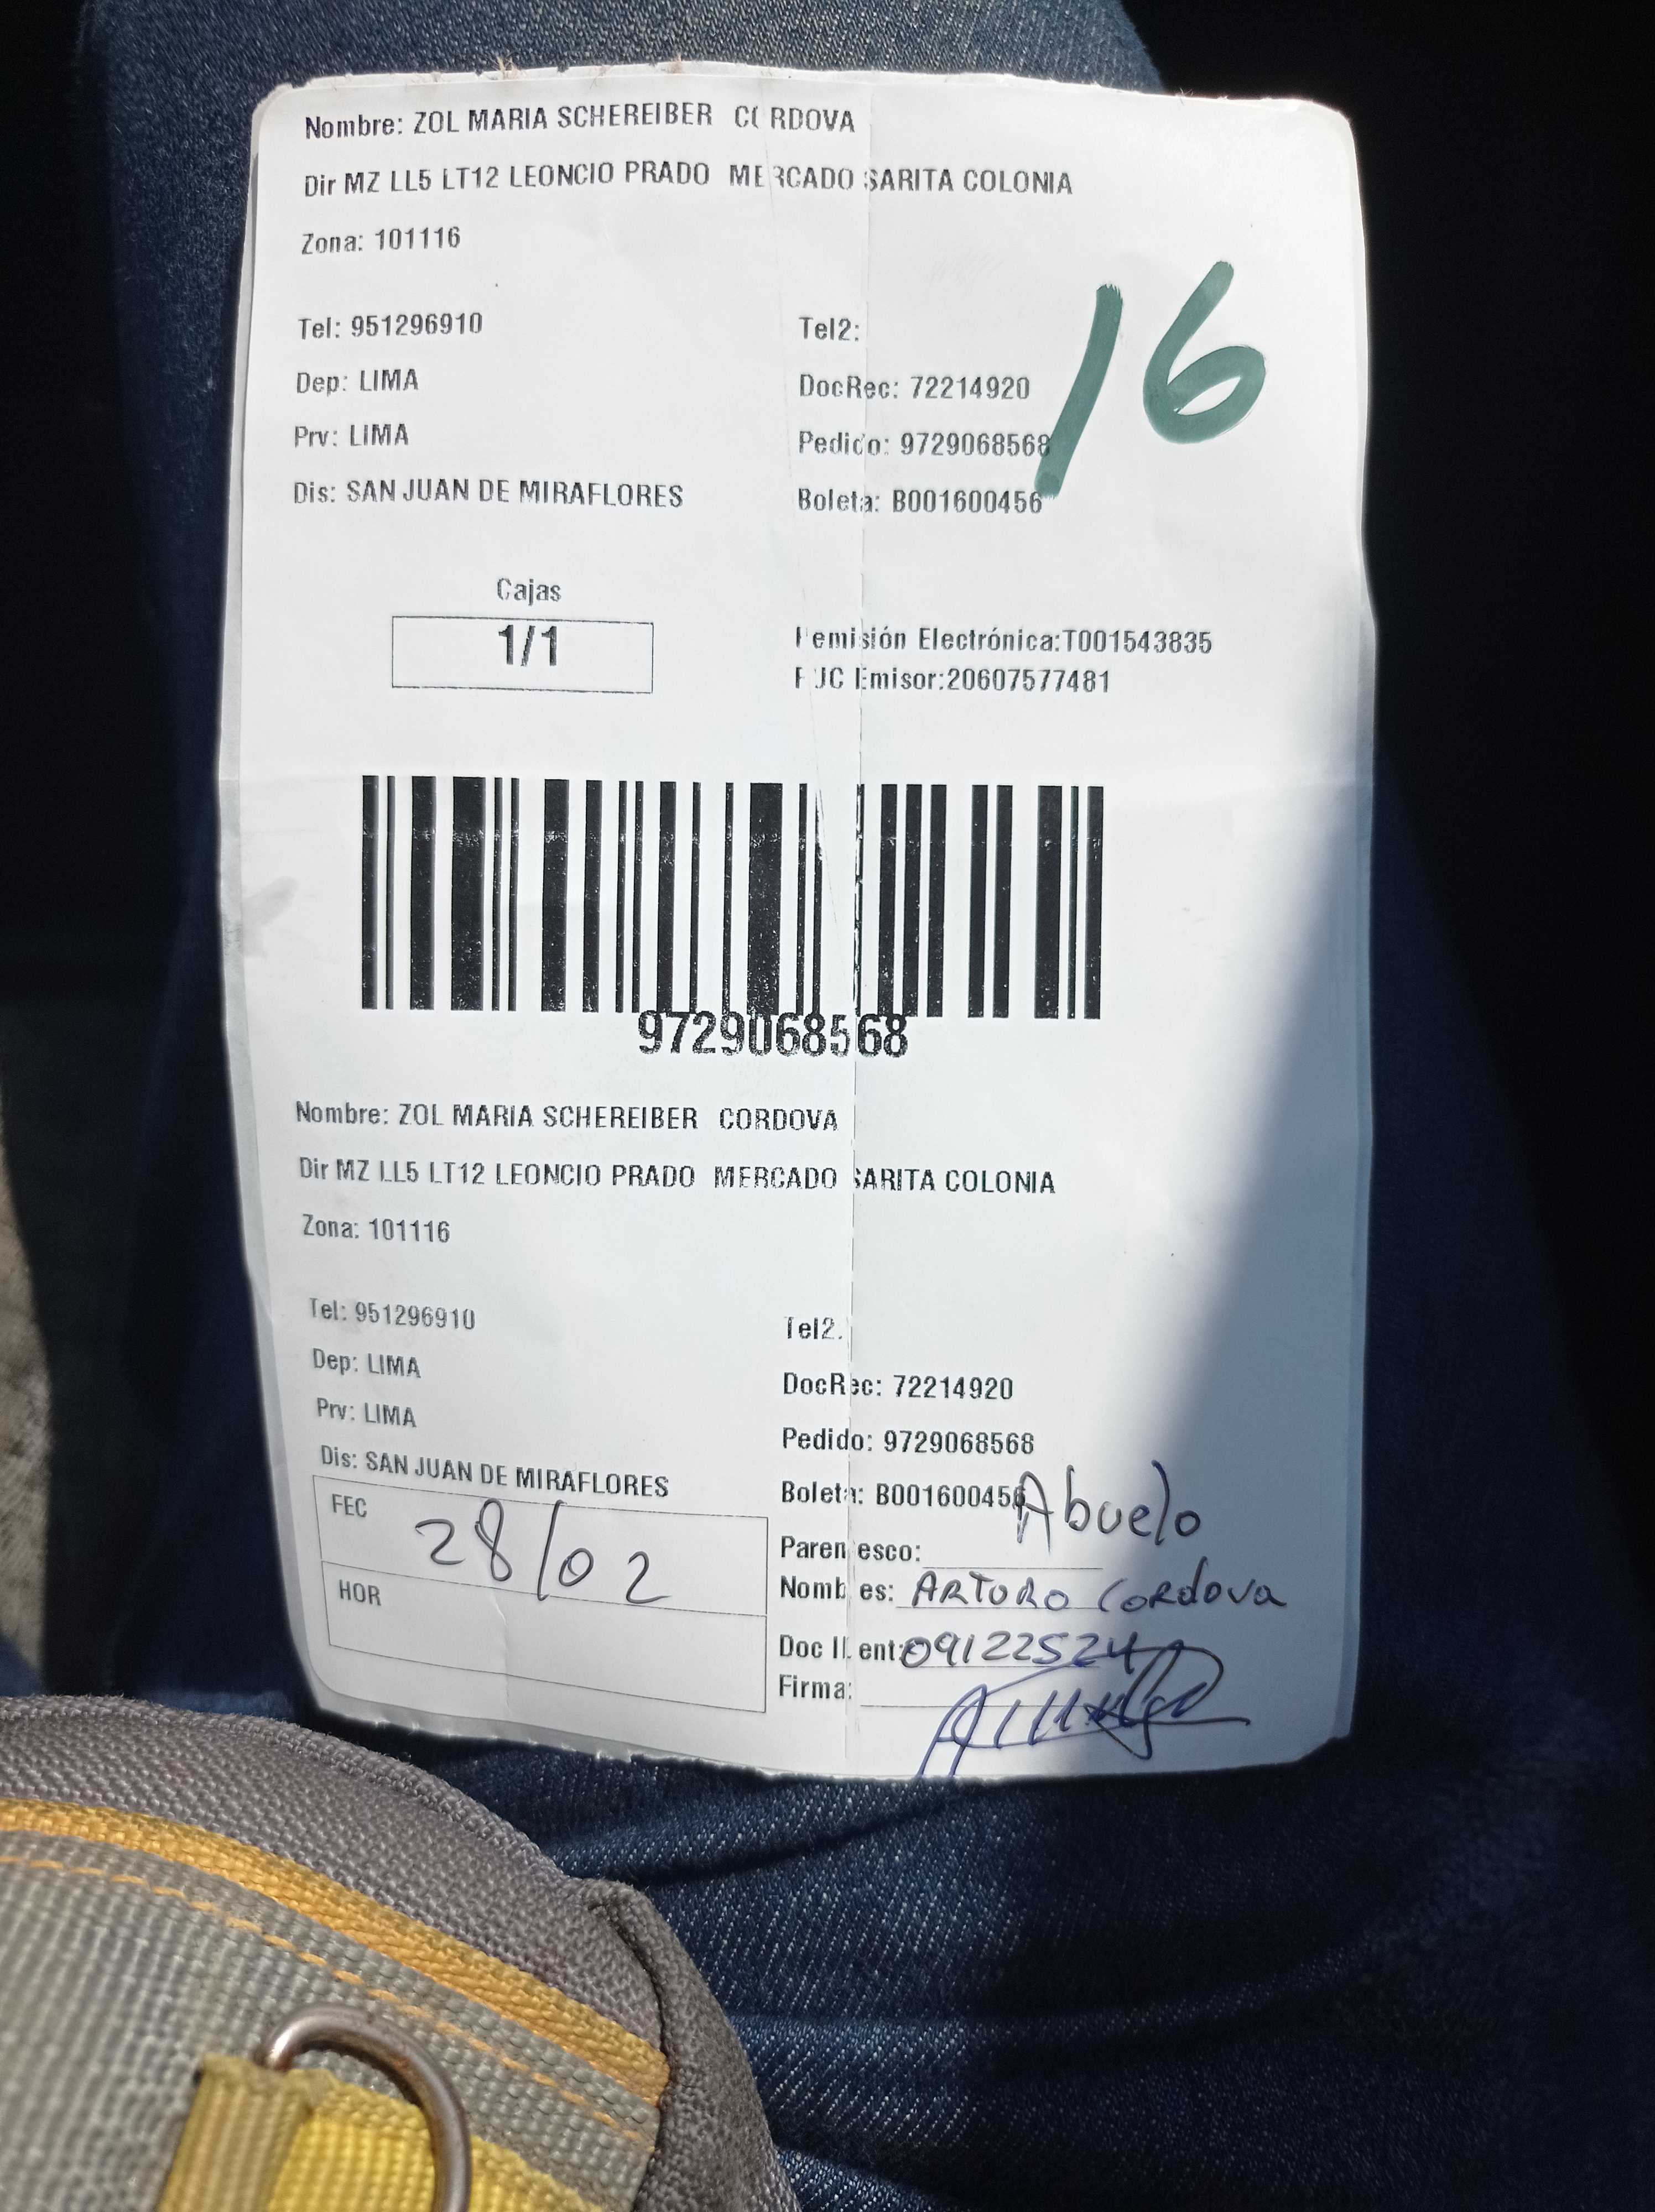 Nombre: ZOL MARIA SCHEREIBER CORDOVA
Dir MZ LL5 LT12 LEONCIO PRADO MERCADO SARITA COLONIA
Zona: 101116
16
Tel: 951296910 Tel2:
Dep: LIMA DocRec: 72214920
Prv: LIMA Pedido: 9729068568
Dis: SAN JUAN DE MIRAFLORES Boleta: B001600456
Cajas
1/1
Remisión Electrónica:T001543835
RUC Emisor:20607577481
9729068568
Nombre: ZOL MARIA SCHEREIBER CORDOVA
Dir MZ LL5 LT12 LEONCIO PRADO MERCADO SARITA COLONIA
Zona: 101116
Tel: 951296910 Tel2.
Dep: LIMA DocRec: 72214920
Prv: LIMA Pedido: 9729068568
Dis: SAN JUAN DE MIRAFLORES Boleta: B001600456
FEC 28/02
HOR
Parentesco: Abuelo
Nombres: ARTURO Cordova
Doc Ident: 09122524
Firma: